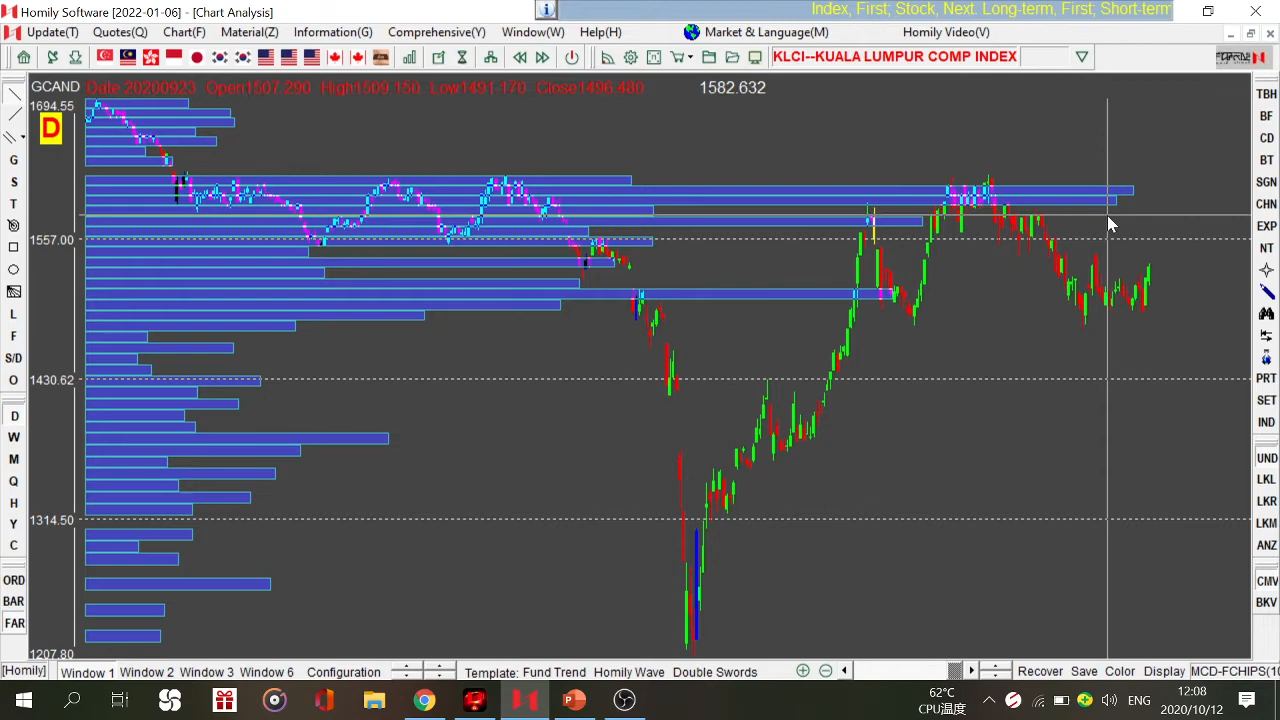 Homily Software [2022-01-06] - [Chart Analysis]
Index, First; Stock, Next. Long-term, First; Short-term
Update(T) Quotes(Z) Chart(F) Material(Z) Information(G) Comprehensive(Y) Window(W) Help(H) Market & Language(M) Homily Video(V)
KLCI--KUALA LUMPUR COMP INDEX
GCAND Date 20200923 Open1507.290 High1509.150 Low1491.170 Close1496.480 1582.632
1694.55
D
1557.00
1430.62
1314.50
1207.80
G
S
T
L
F
S/D
O
D
W
M
Q
H
Y
C
ORD
BAR
FAR
TBH
BF
CD
BT
SGN
CHN
EXP
NT
PRT
SET
IND
UND
LKL
LKR
LKM
ANZ
CMV
BKV
[Homily] Window 1 Window 2 Window 3 Window 6 Configuration Template: Fund Trend Homily Wave Double Swords Recover Save Color Display MCD-FCHIPS(10
62°C
CPU温度
ENG
12:08
2020/10/12